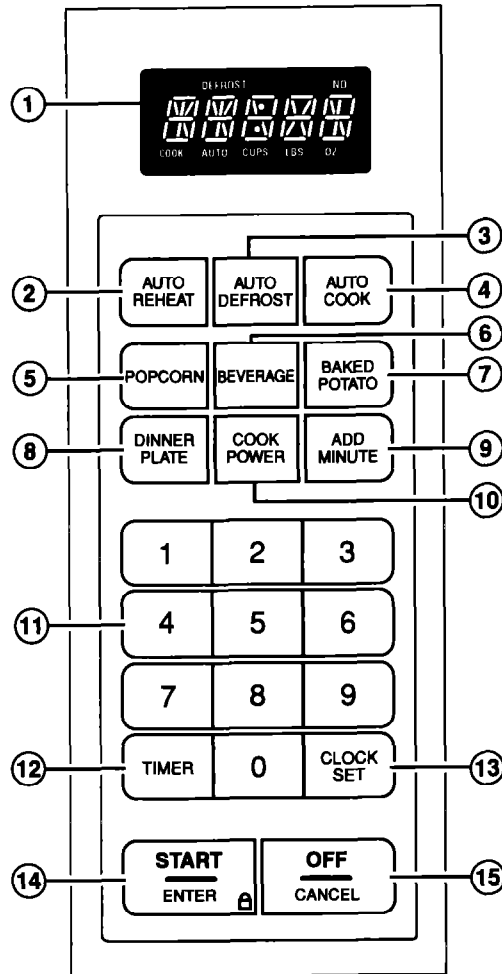 DEFROST NO
1
COOK AUTO CUPS LBS OZ
3
2
AUTO REHEAT
AUTO DEFROST
AUTO COOK
4
6
5
POPCORN
BEVERAGE
BAKED POTATO
7
8
DINNER PLATE
COOK POWER
ADD MINUTE
9
10
1 2 3
11
4 5 6
7 8 9
12
TIMER
0
CLOCK SET
13
14
START
ENTER
OFF
CANCEL
15